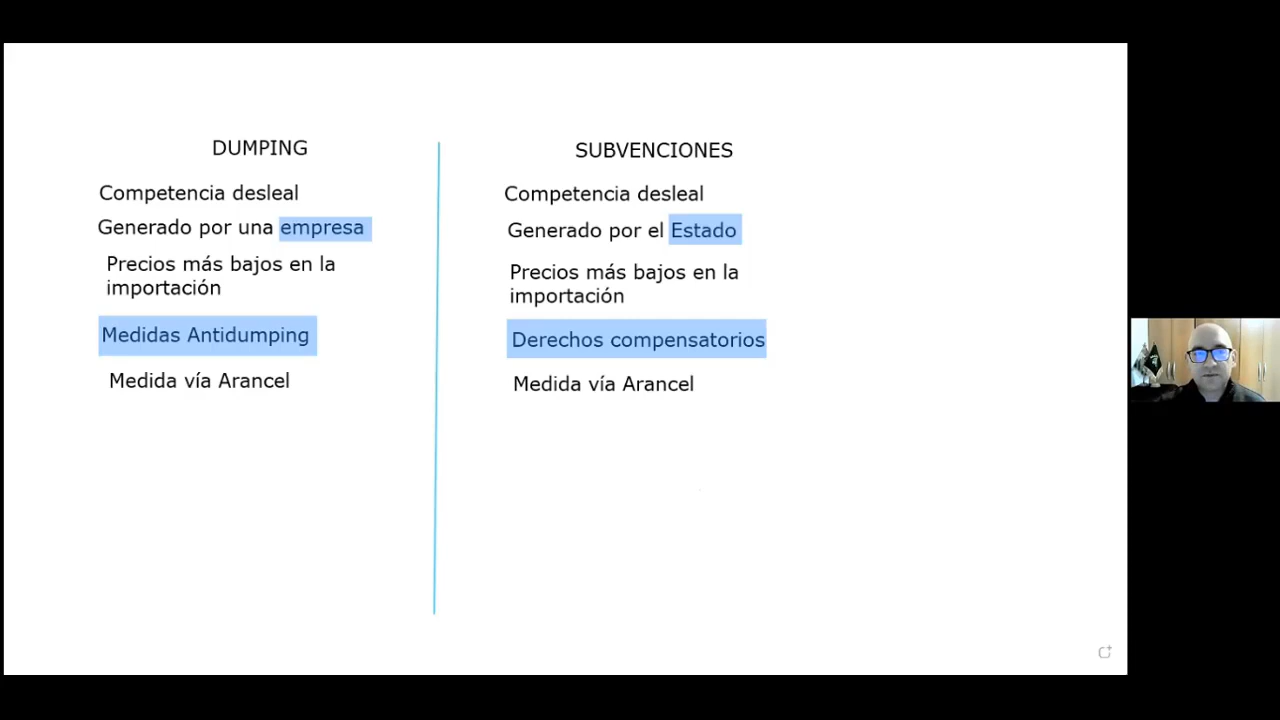 DUMPING
Competencia desleal
Generado por una empresa
Precios más bajos en la
importación
Medidas Antidumping
Medida vía Arancel
SUBVENCIONES
Competencia desleal
Generado por el Estado
Precios más bajos en la
importación
Derechos compensatorios
Medida vía Arancel